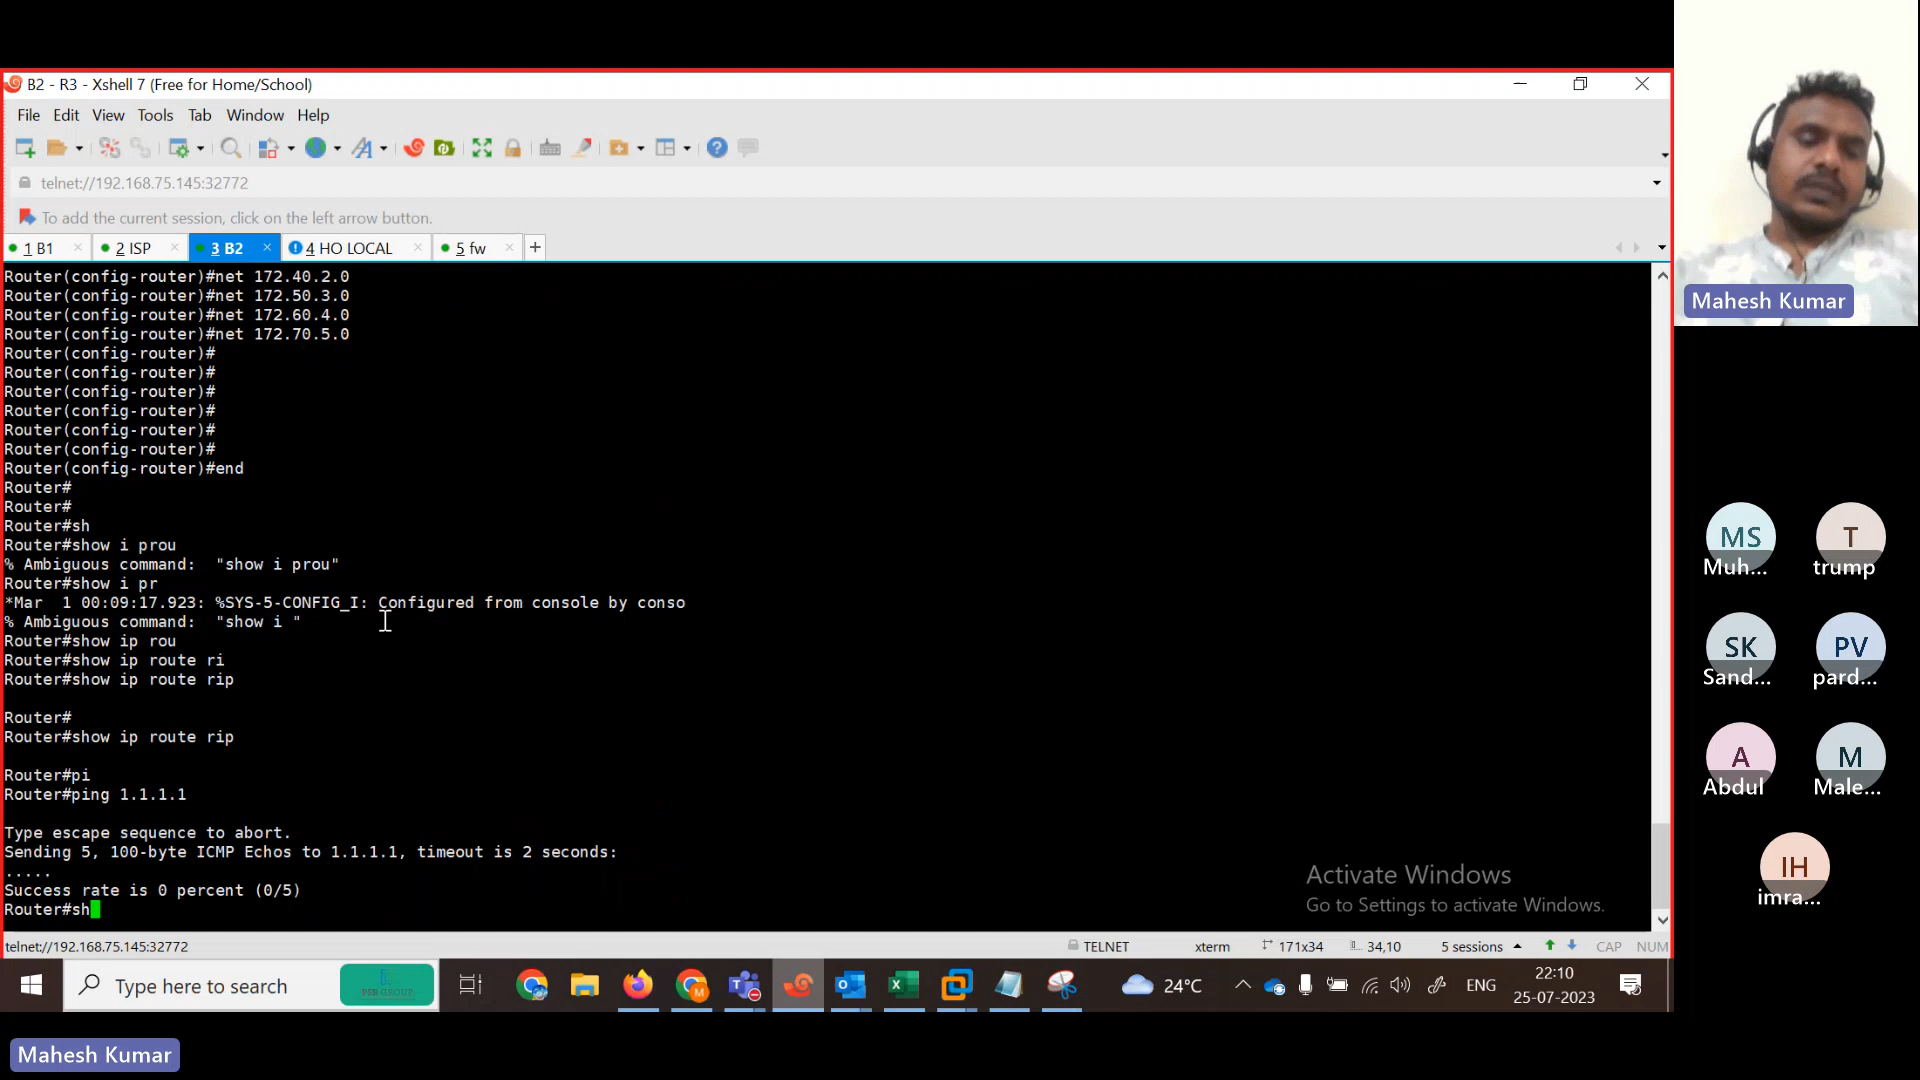 B2 - R3 - Xshell 7 (Free for Home/School)
File Edit View Tools Tab Window Help
telnet://192.168.75.145:32772
To add the current session, click on the left arrow button.
1 B1
2 ISP
3 B2
4 HO LOCAL
5 fw
Router(config-router)#net 172.40.2.0
Router(config-router)#net 172.50.3.0
Router(config-router)#net 172.60.4.0
Router(config-router)#net 172.70.5.0
Router(config-router)#
Router(config-router)#
Router(config-router)#
Router(config-router)#
Router(config-router)#
Router(config-router)#
Router(config-router)#end
Router#
Router#
Router#sh
Router#show i prou
% Ambiguous command:  "show i prou"
Router#show i pr
*Mar  1 00:09:17.923: %SYS-5-CONFIG_I: Configured from console by conso
% Ambiguous command:  "show i "
Router#show ip rou
Router#show ip route ri
Router#show ip route rip
Router#
Router#show ip route rip
Router#pi
Router#ping 1.1.1.1
Type escape sequence to abort.
Sending 5, 100-byte ICMP Echos to 1.1.1.1, timeout is 2 seconds:
.....
Success rate is 0 percent (0/5)
Router#sh
Activate Windows
Go to Settings to activate Windows.
telnet://192.168.75.145:32772
TELNET
xterm
171x34
34,10
5 sessions
CAP
NUM
Type here to search
PSR GROUP
24°C
ENG
22:10
25-07-2023
Mahesh Kumar
MS
Muh...
T
trump
SK
Sand...
PV
pard...
A
Abdul
M
Male...
IH
imra...
Mahesh Kumar